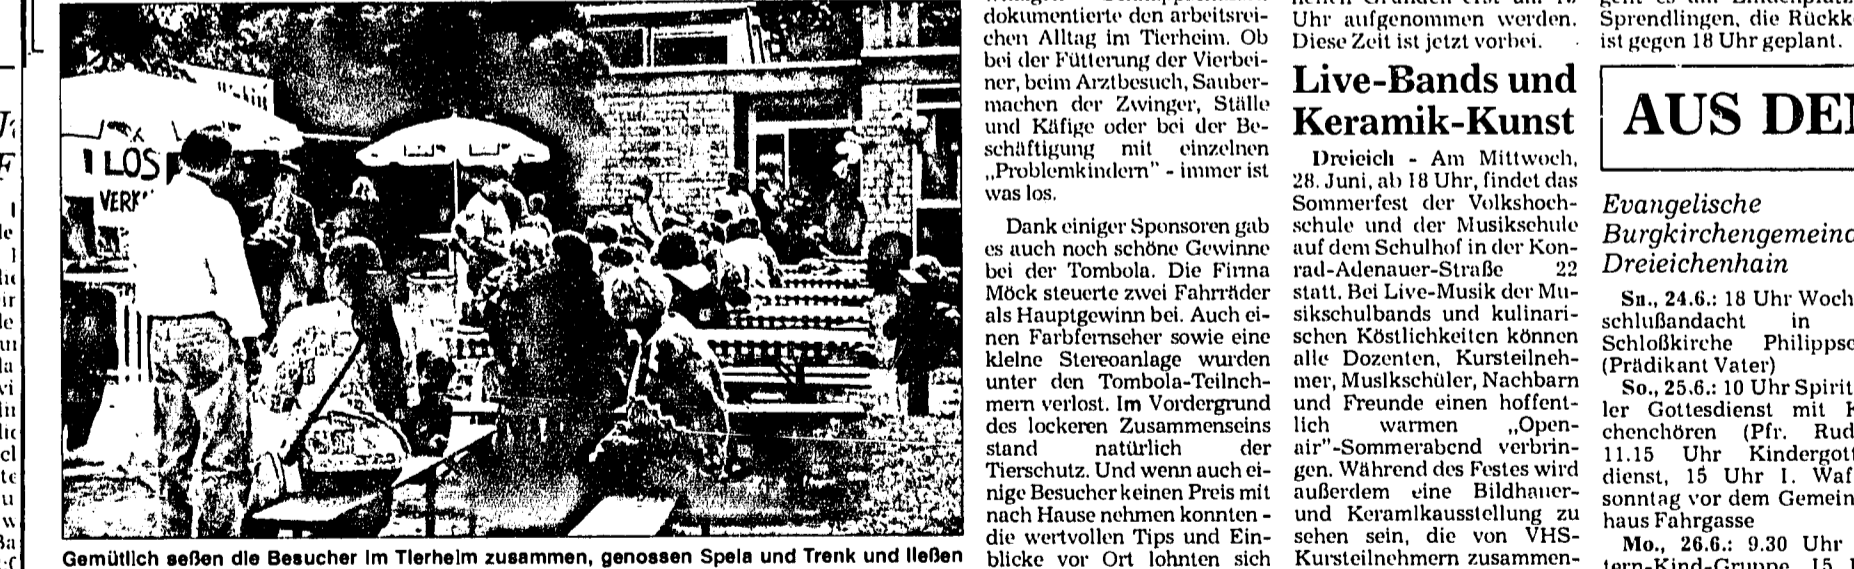 LOS
VERK
Gemütlich seßen die Besucher im Tierheim zusammen, genossen Speia und Trenk und ließen
dokumentierte den arbeitsrei-
chen Alltag im Tierheim. Ob
bei der Fütterung der Vierbei-
ner, beim Arztbesuch, Sauber-
machen der Zwinger, Ställe
und Käfige oder bei der Be-
schäftigung mit einzelnen
„Problemkindern" - immer ist
was los.
Dank einiger Sponsoren gab
es auch noch schöne Gewinne
bei der Tombola. Die Firma
Möck steuerte zwei Fahrräder
als Hauptgewinn bei. Auch ei-
nen Farbfernseher sowie eine
kleine Stereoanlage wurden
unter den Tombola-Teilneh-
mern verlost. Im Vordergrund
des lockeren Zusammenseins
stand natürlich der
Tierschutz. Und wenn auch ei-
nige Besucher keinen Preis mit
nach Hause nehmen konnten -
die wertvollen Tips und Ein-
blicke vor Ort lohnten sich
Uhr aufgenommen werden.
Diese Zeit ist jetzt vorbei.
Live-Bands und
Keramik-Kunst
Dreieich - Am Mittwoch,
28. Juni, ab 18 Uhr, findet das
Sommerfest der Volkshoch-
schule und der Musikschule
auf dem Schulhof in der Kon-
rad-Adenauer-Straße 22
statt. Bei Live-Musik der Mu-
sikschulbands und kulinari-
schen Köstlichkeiten können
alle Dozenten, Kursteilneh-
mer, Musikschüler, Nachbarn
und Freunde einen hoffent-
lich warmen „Open-
air"-Sommerabend verbrin-
gen. Während des Festes wird
außerdem eine Bildhauer-
und Keramikausstellung zu
sehen sein, die von VHS-
Kursteilnehmern zusammen-
Sprendlingen, die Rückk
ist gegen 18 Uhr geplant.
AUS DE
Evangelische
Burgkirchengemeind
Dreieichenhain
Sa., 24.6.: 18 Uhr Woch
schlußandacht in
Schloßkirche Philippse
(Prädikant Vater)
So., 25.6.: 10 Uhr Spirit
ler Gottesdienst mit
chenchören (Pfr. Rud
11.15 Uhr Kindergott
dienst, 15 Uhr 1. Waf
sonntag vor dem Gemein
haus Fahrgasse
Mo., 26.6.: 9.30 Uhr